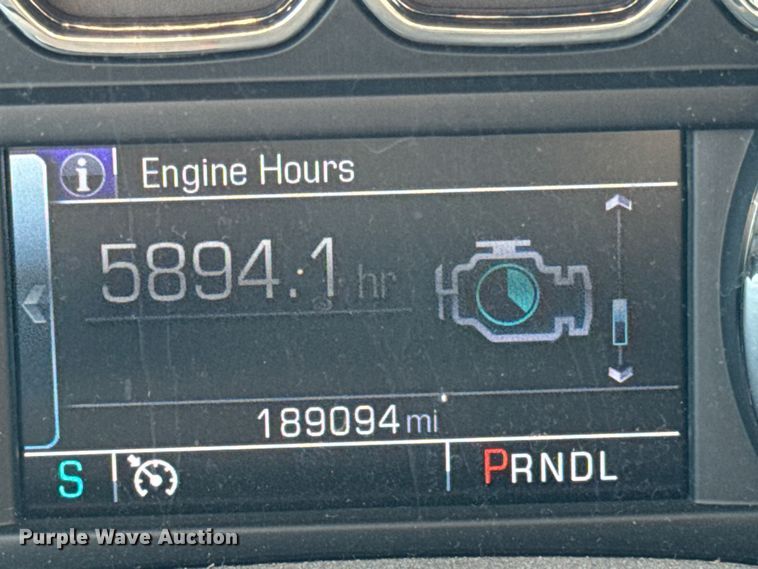 i Engine Hours
5894.1 hr
189094 mi
S PRNDL
Purple Wave Auction